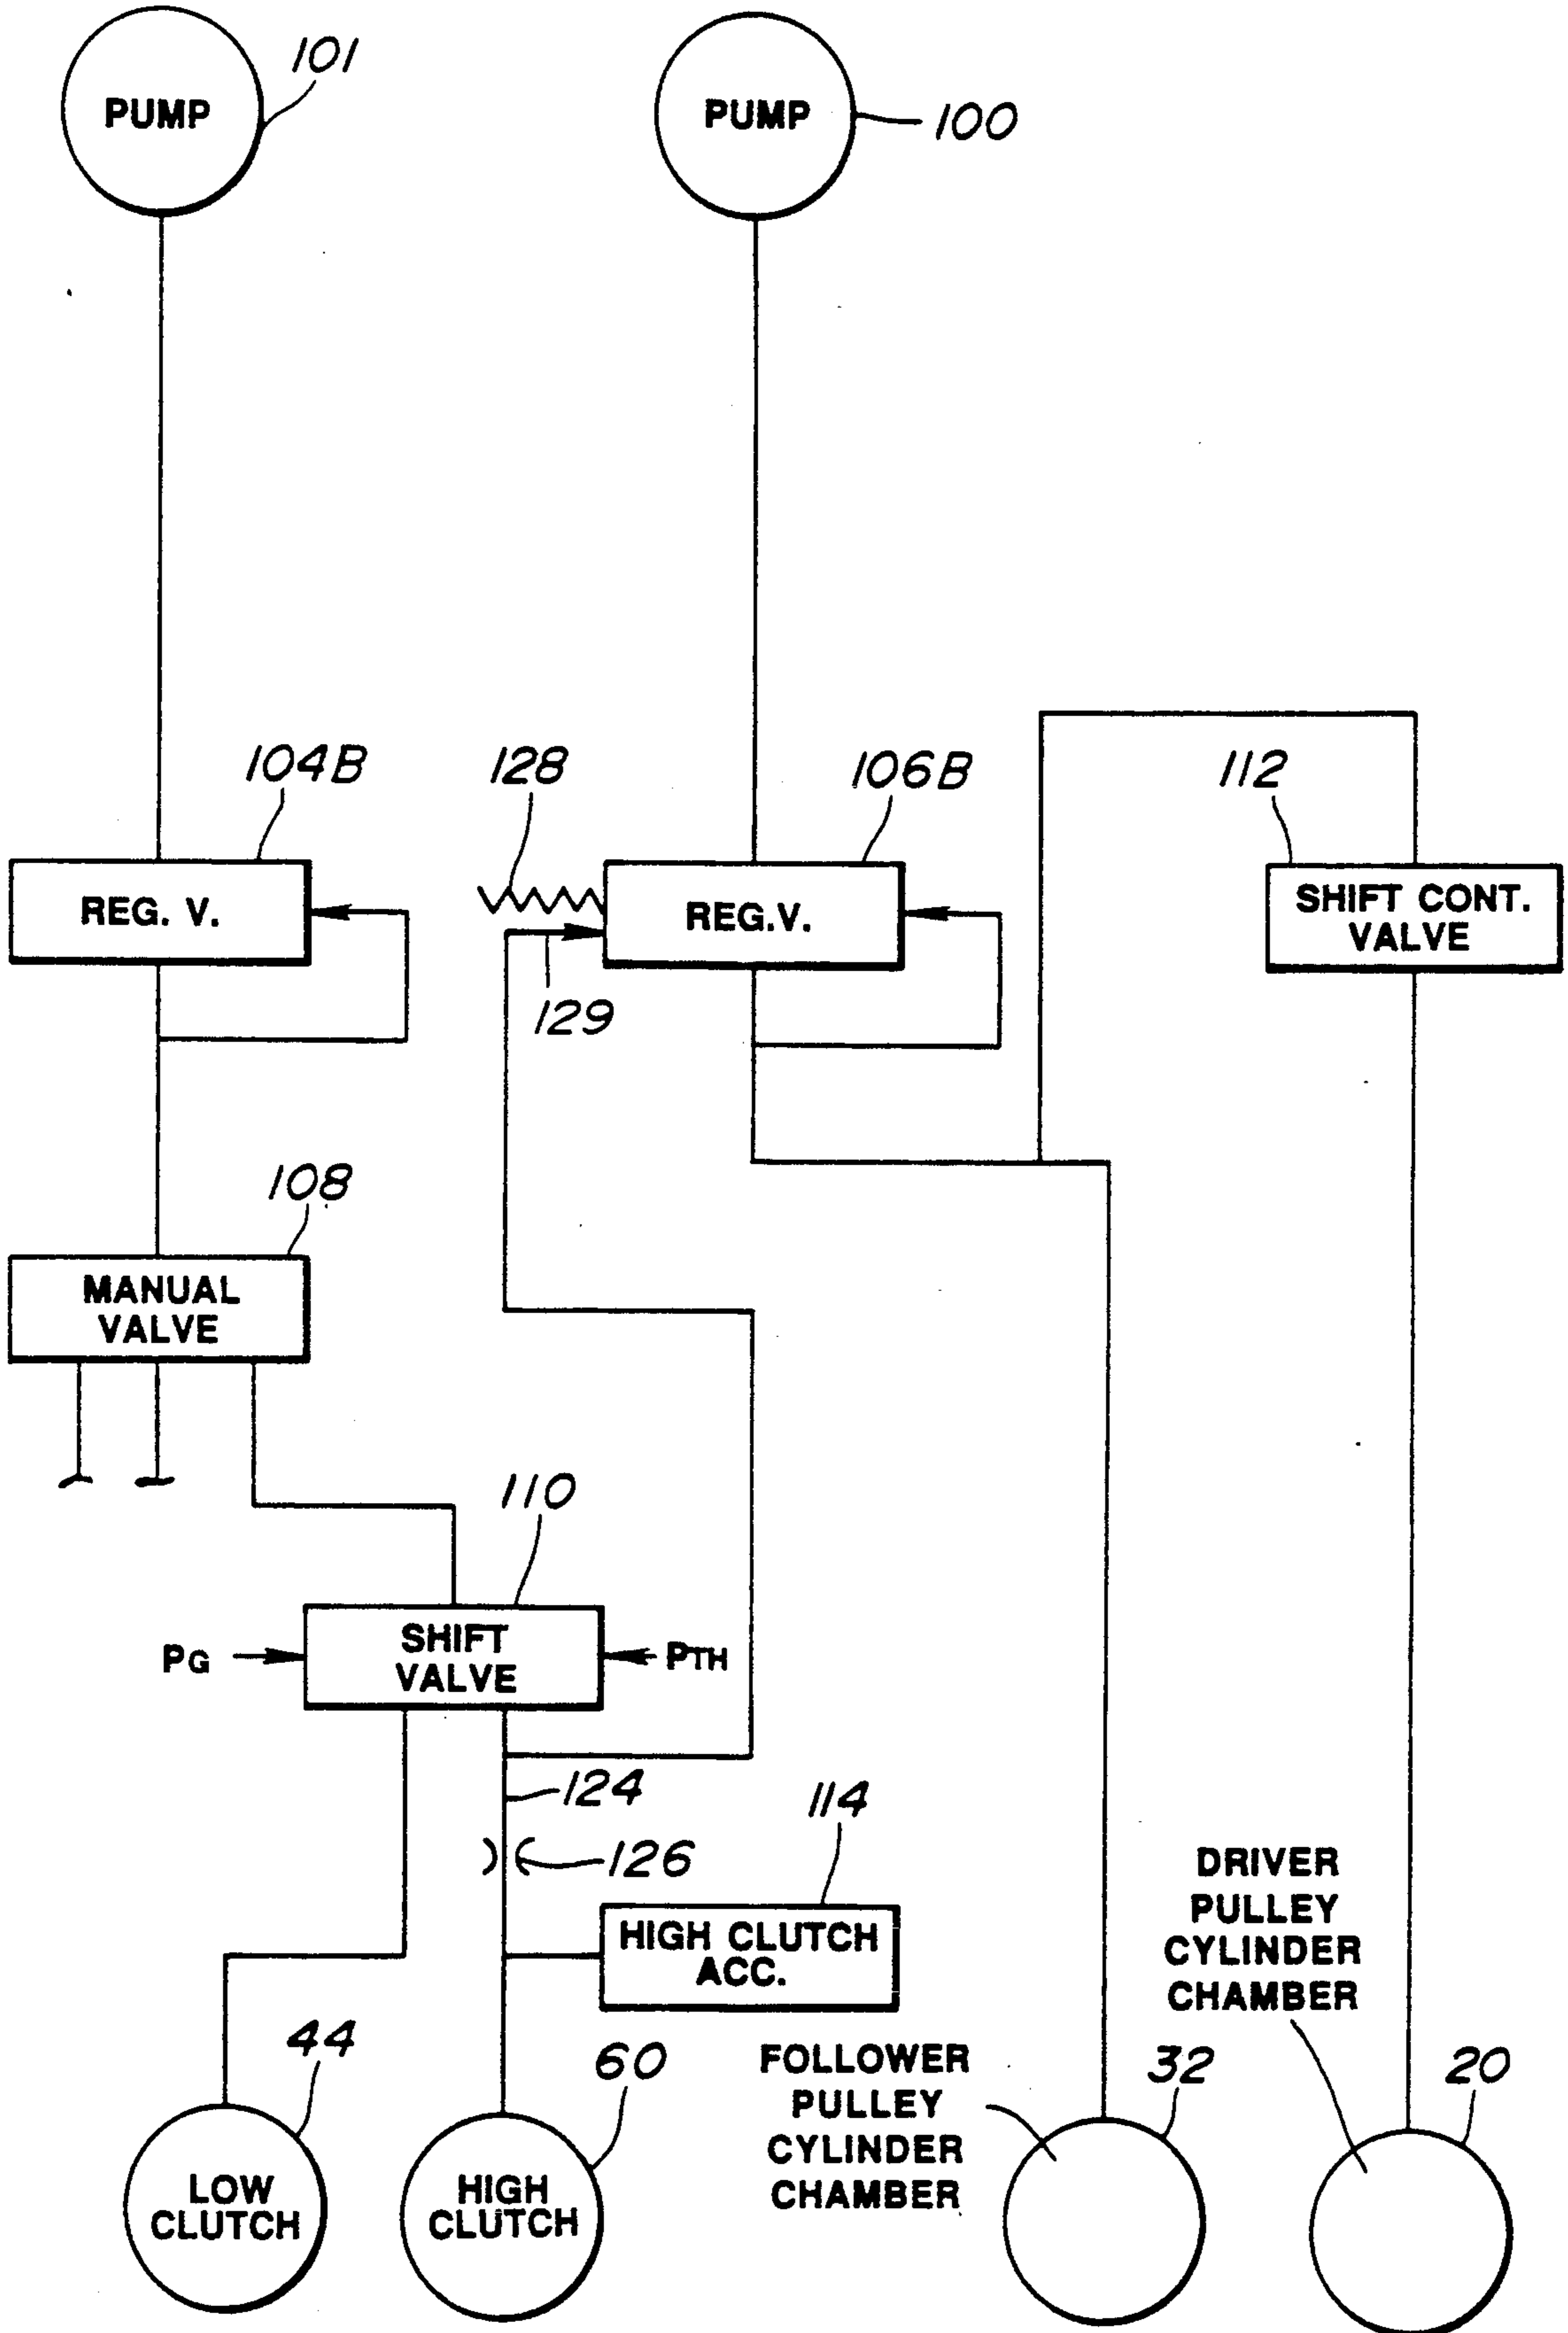 101
PUMP
PUMP
100
104B
128
106B
112
REG. V.
REG.V.
SHIFT CONT.
VALVE
129
108
MANUAL
VALVE
110
SHIFT
VALVE
PG
PTH
124
114
126
HIGH CLUTCH
ACC.
DRIVER
PULLEY
CYLINDER
CHAMBER
44
60
FOLLOWER
PULLEY
CYLINDER
CHAMBER
32
20
LOW
CLUTCH
HIGH
CLUTCH